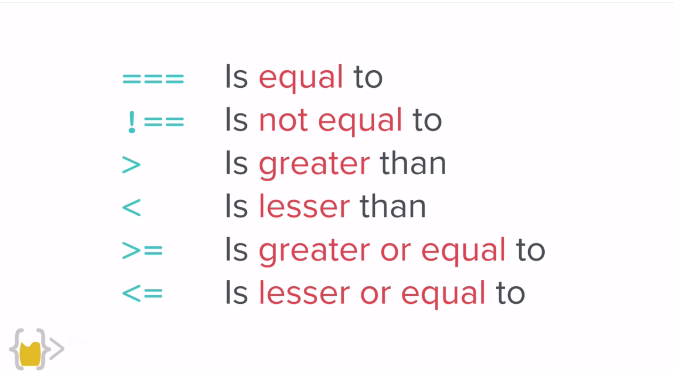 === Is equal to
!== Is not equal to
> Is greater than
< Is lesser than
>= Is greater or equal to
<= Is lesser or equal to